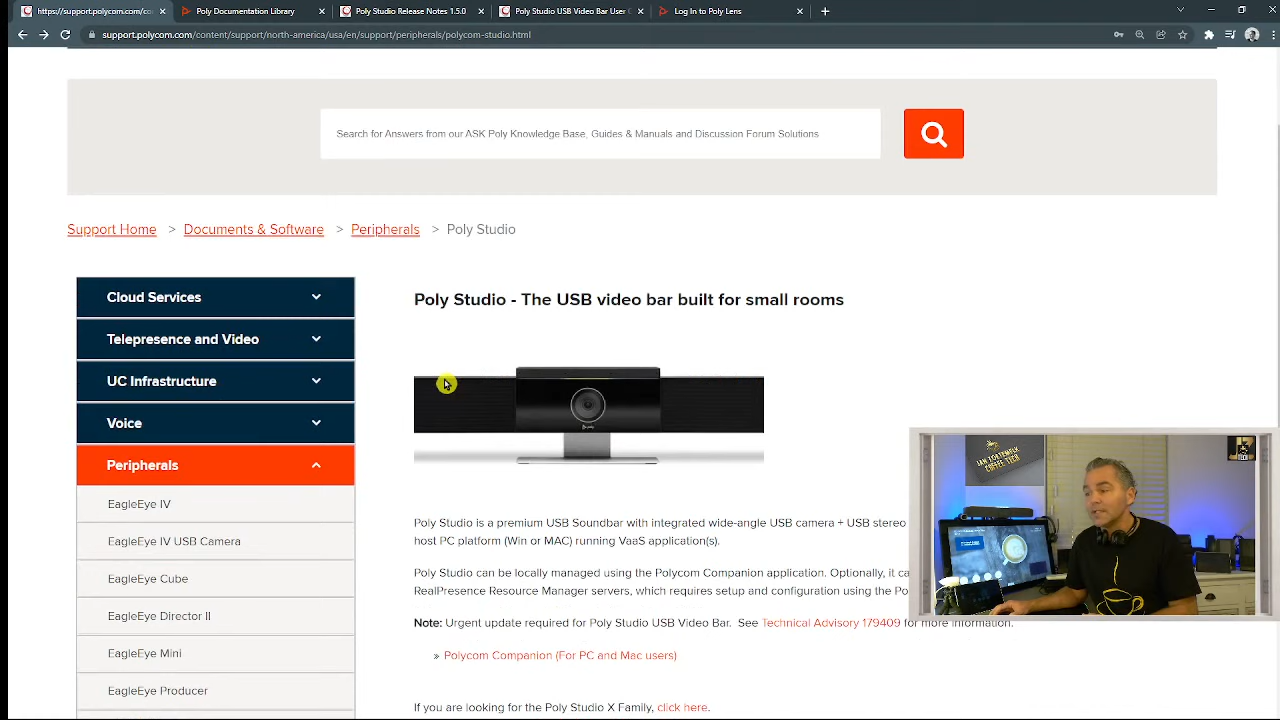 https://support.polycom.com/co
Poly Documentation Library
Poly Studio Release Notes 1.5.0
Poly Studio USB Video Bar Use
Log In to Poly Lens
support.polycom.com/content/support/north-america/usa/en/support/peripherals/polycom-studio.html
Search for Answers from our ASK Poly Knowledge Base, Guides & Manuals and Discussion Forum Solutions
Support Home > Documents & Software > Peripherals > Poly Studio
Cloud Services
Telepresence and Video
UC Infrastructure
Voice
Peripherals
EagleEye IV
EagleEye IV USB Camera
EagleEye Cube
EagleEye Director II
EagleEye Mini
EagleEye Producer
Poly Studio - The USB video bar built for small rooms
poly
Poly Studio is a premium USB Soundbar with integrated wide-angle USB camera + USB stereo
host PC platform (Win or MAC) running VaaS application(s).
Poly Studio can be locally managed using the Polycom Companion application. Optionally, it ca
RealPresence Resource Manager servers, which requires setup and configuration using the Po
Note: Urgent update required for Poly Studio USB Video Bar. See Technical Advisory 179409 for more information.
» Polycom Companion (For PC and Mac users)
If you are looking for the Poly Studio X Family, click here.